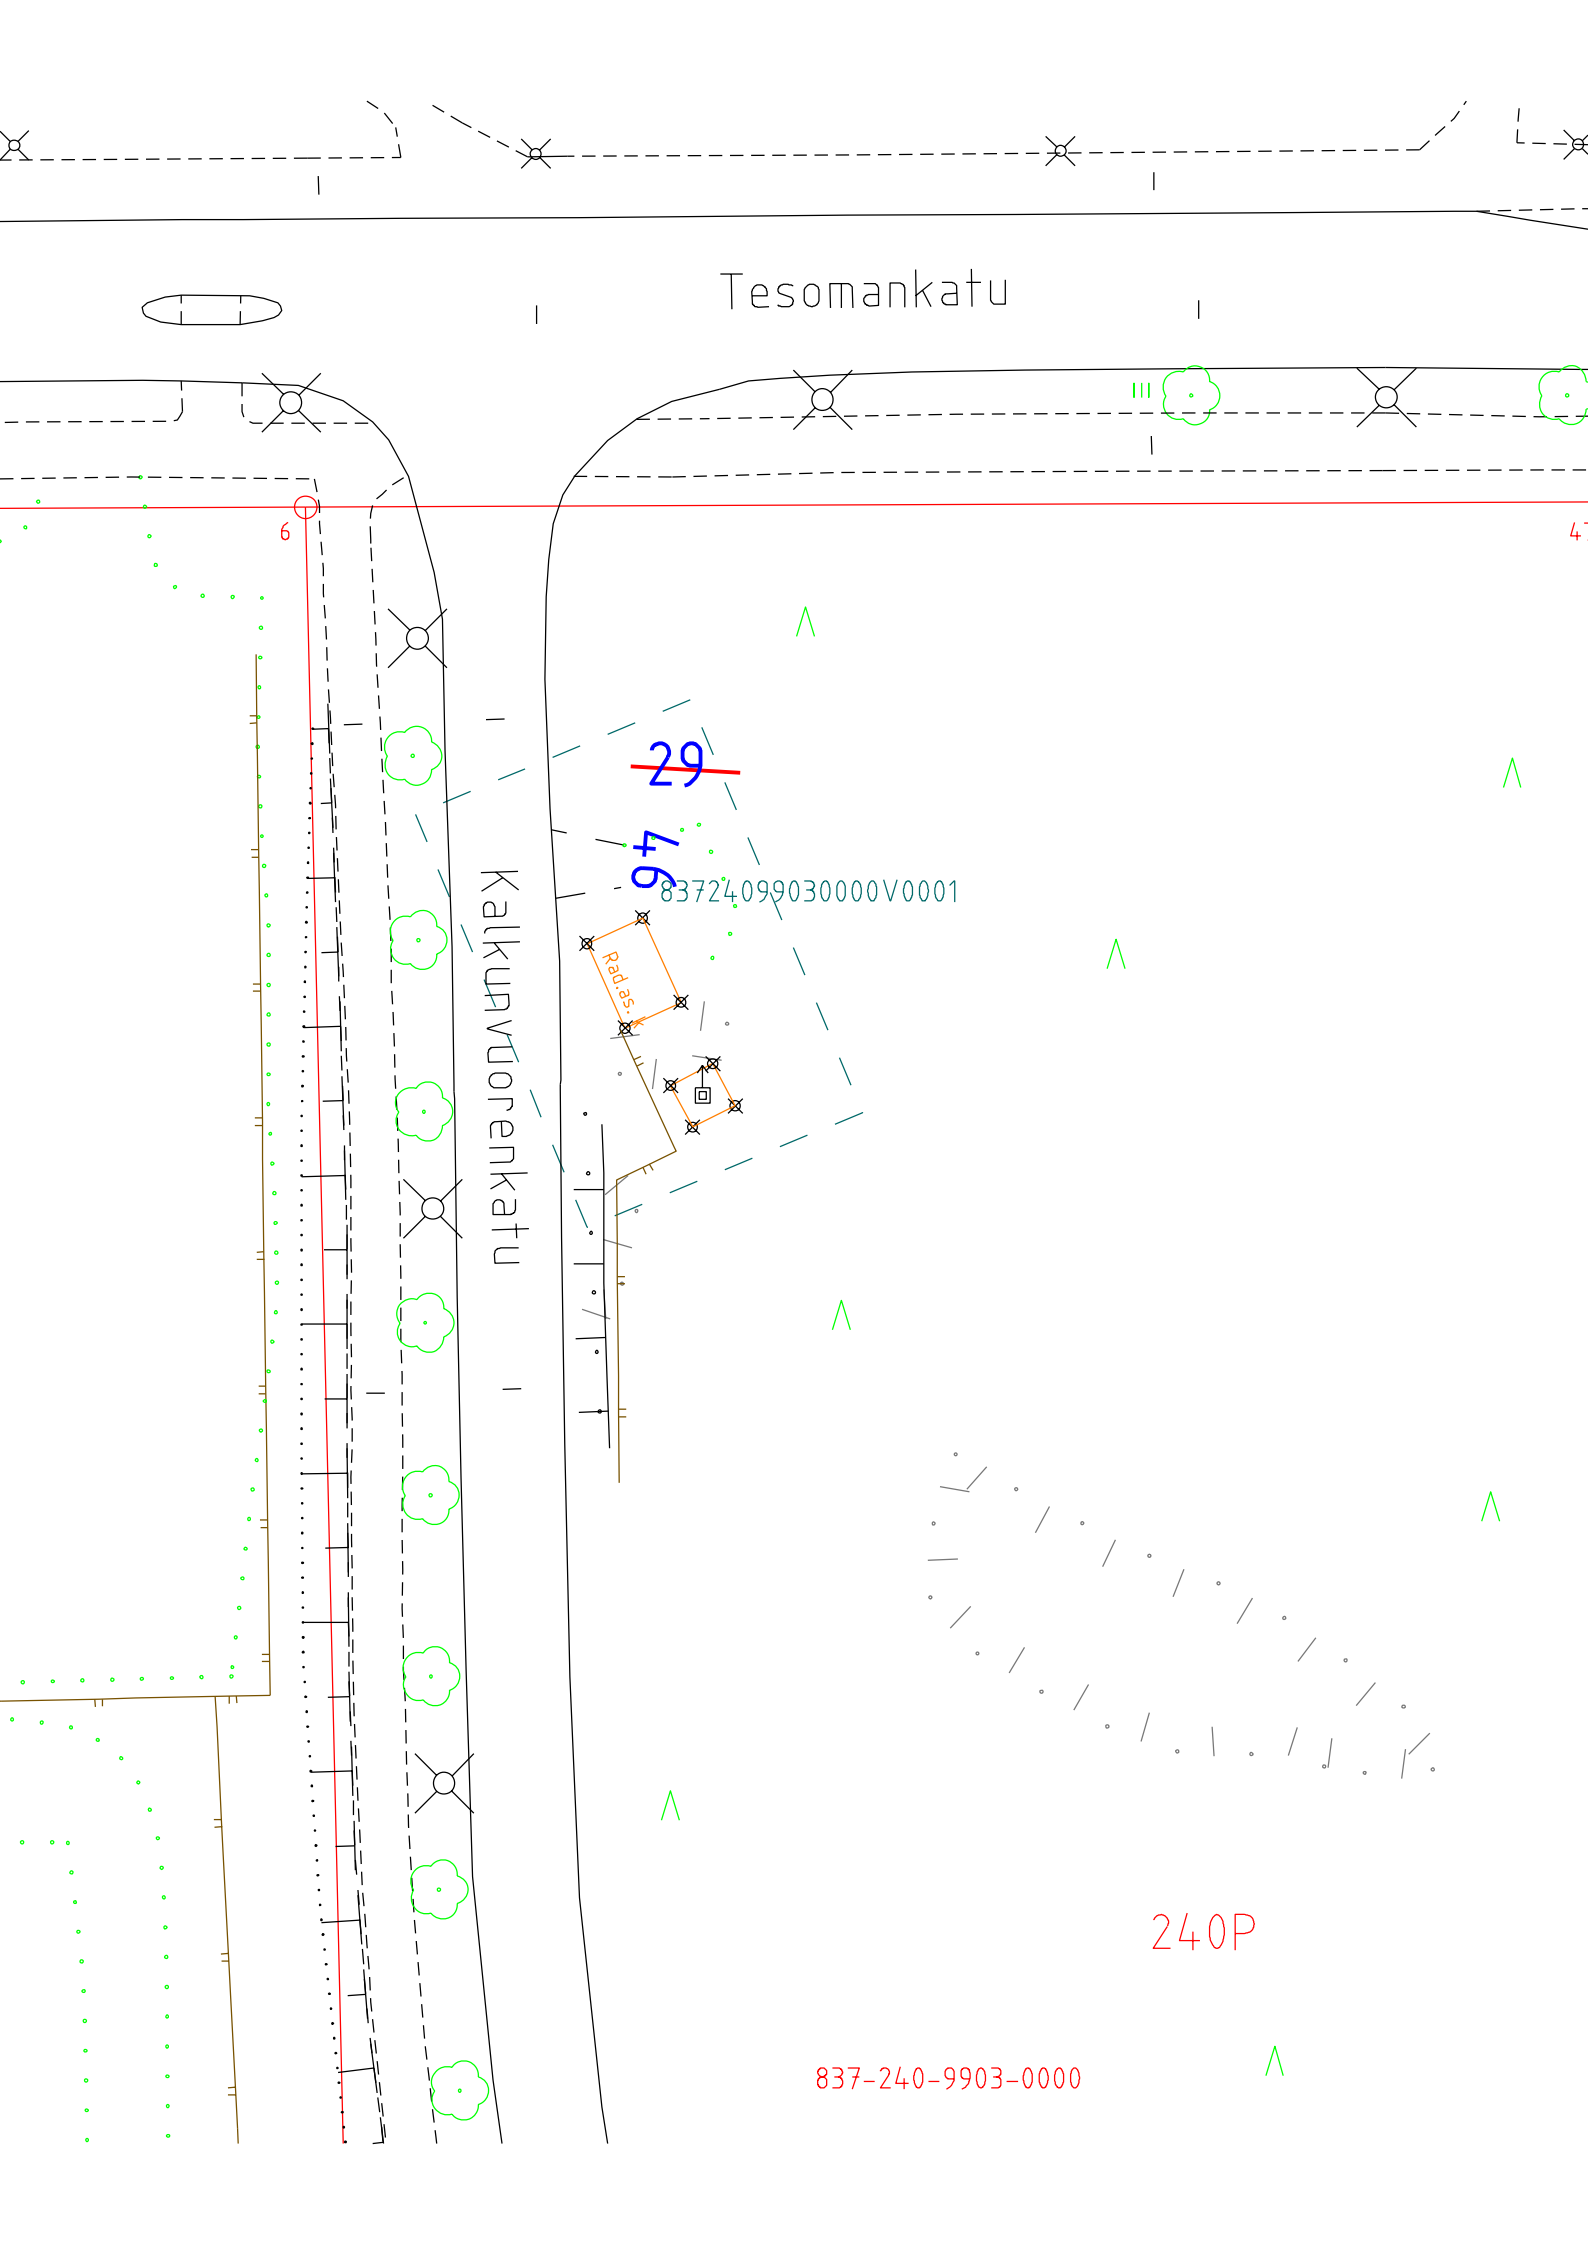 Tesomankatu
6
29
46
83724099030000V0001
Rad.as.
Kalkunvuorenkatu
240P
837-240-9903-0000